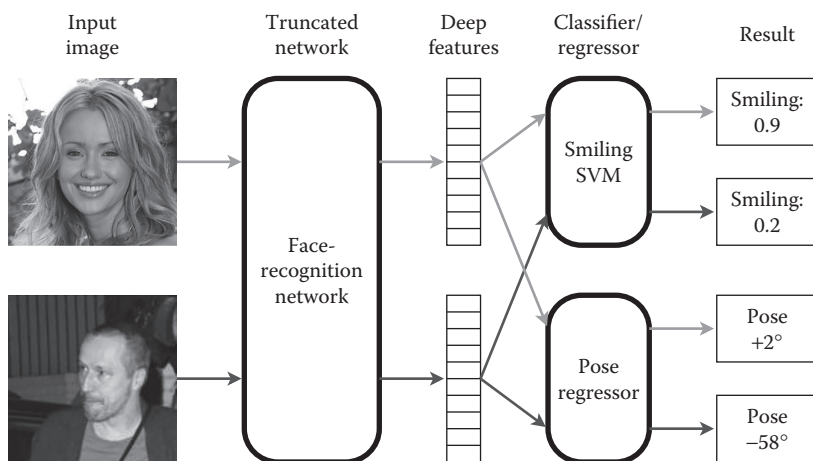 Input
image
Truncated
network
Deep
features
Classifier/
regressor
Result
Face-
recognition
network
Smiling
SVM
Pose
regressor
Smiling:
0.9
Smiling:
0.2
Pose
+2°
Pose
−58°